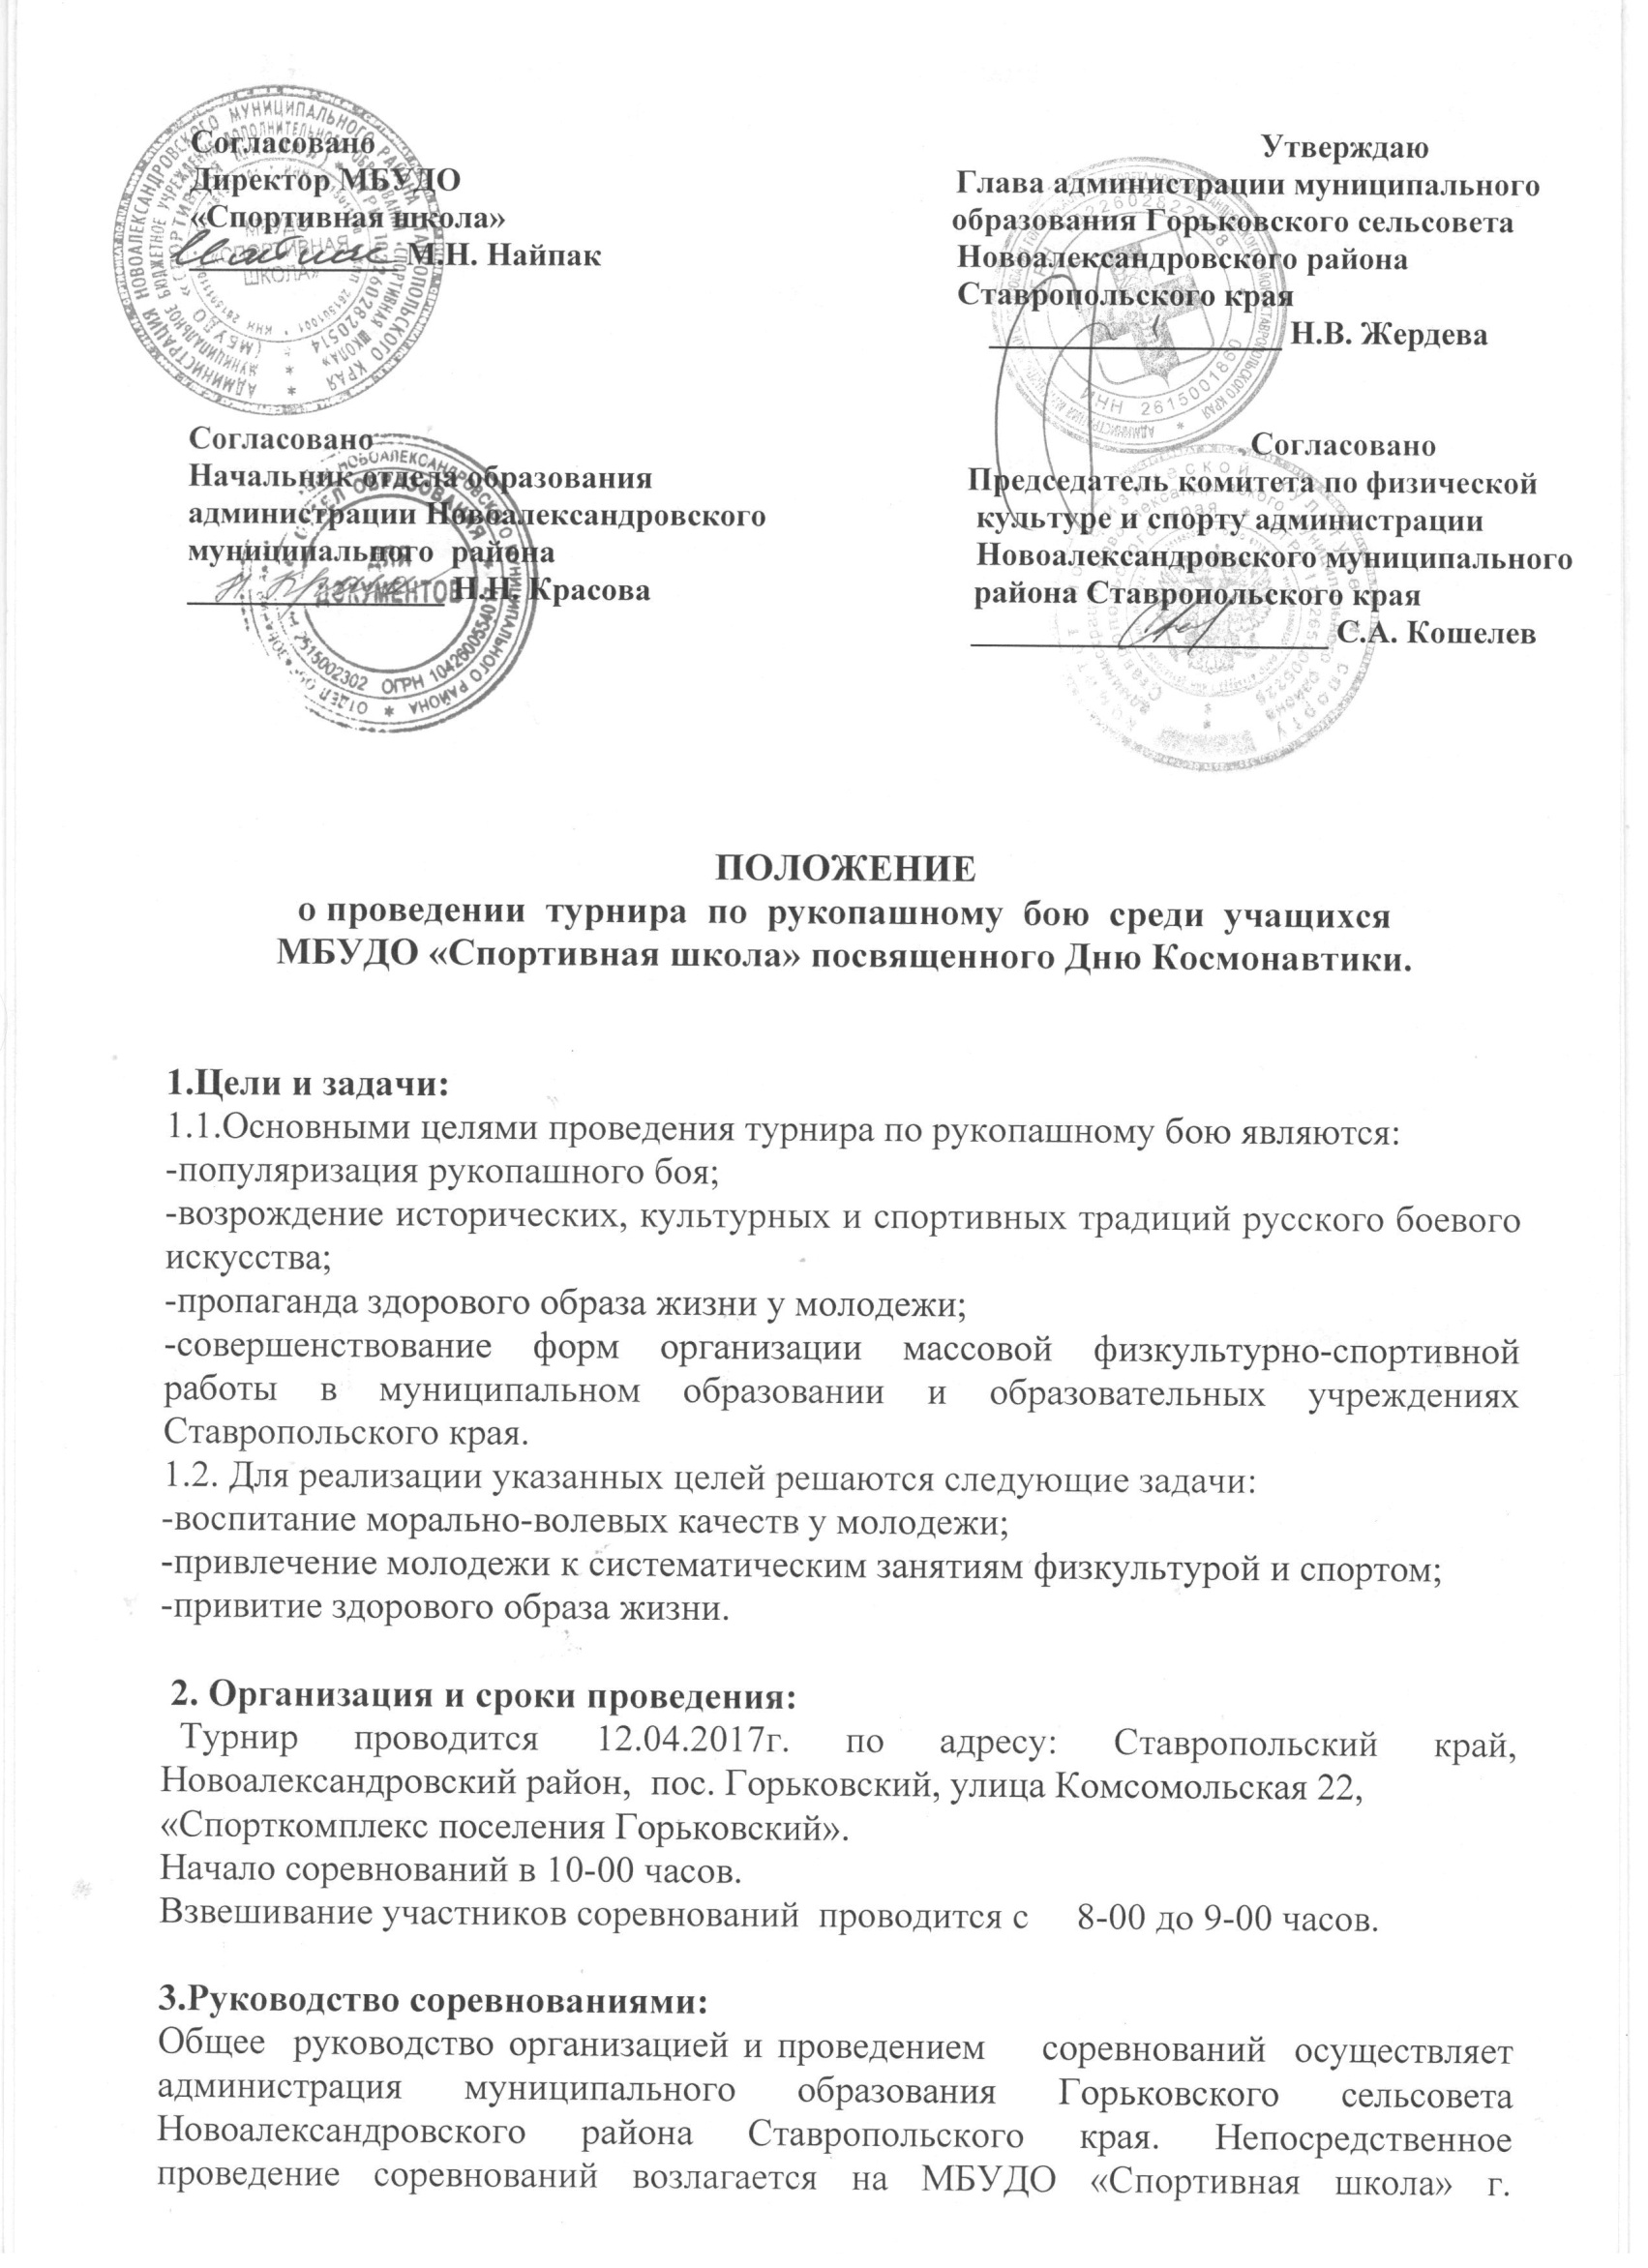 Согласовано
Директор МБУДО
«Спортивная школа»
М.Н. Найпак
Утверждаю
Глава администрации муниципального
образования Горьковского сельсовета
Новоалександровского района
Ставропольского края
Н.В. Жердева
Согласовано
Начальник отдела образования
администрации Новоалександровского
муниципального района
Н.Н. Красова
Согласовано
Председатель комитета по физической
культуре и спорту администрации
Новоалександровского муниципального
района Ставропольского края
С.А. Кошелев
ПОЛОЖЕНИЕ
о проведении турнира по рукопашному бою среди учащихся
МБУДО «Спортивная школа» посвященного Дню Космонавтики.
1.Цели и задачи:
1.1.Основными целями проведения турнира по рукопашному бою являются:
-популяризация рукопашного боя;
-возрождение исторических, культурных и спортивных традиций русского боевого
искусства;
-пропаганда здорового образа жизни у молодежи;
-совершенствование форм организации массовой физкультурно-спортивной
работы в муниципальном образовании и образовательных учреждениях
Ставропольского края.
1.2. Для реализации указанных целей решаются следующие задачи:
-воспитание морально-волевых качеств у молодежи;
-привлечение молодежи к систематическим занятиям физкультурой и спортом;
-привитие здорового образа жизни.
2. Организация и сроки проведения:
Турнир проводится 12.04.2017г. по адресу: Ставропольский край,
Новоалександровский район, пос. Горьковский, улица Комсомольская 22,
«Спорткомплекс поселения Горьковский».
Начало соревнований в 10-00 часов.
Взвешивание участников соревнований проводится с 8-00 до 9-00 часов.
3.Руководство соревнованиями:
Общее руководство организацией и проведением соревнований осуществляет
администрация муниципального образования Горьковского сельсовета
Новоалександровского района Ставропольского края. Непосредственное
проведение соревнований возлагается на МБУДО «Спортивная школа» г.